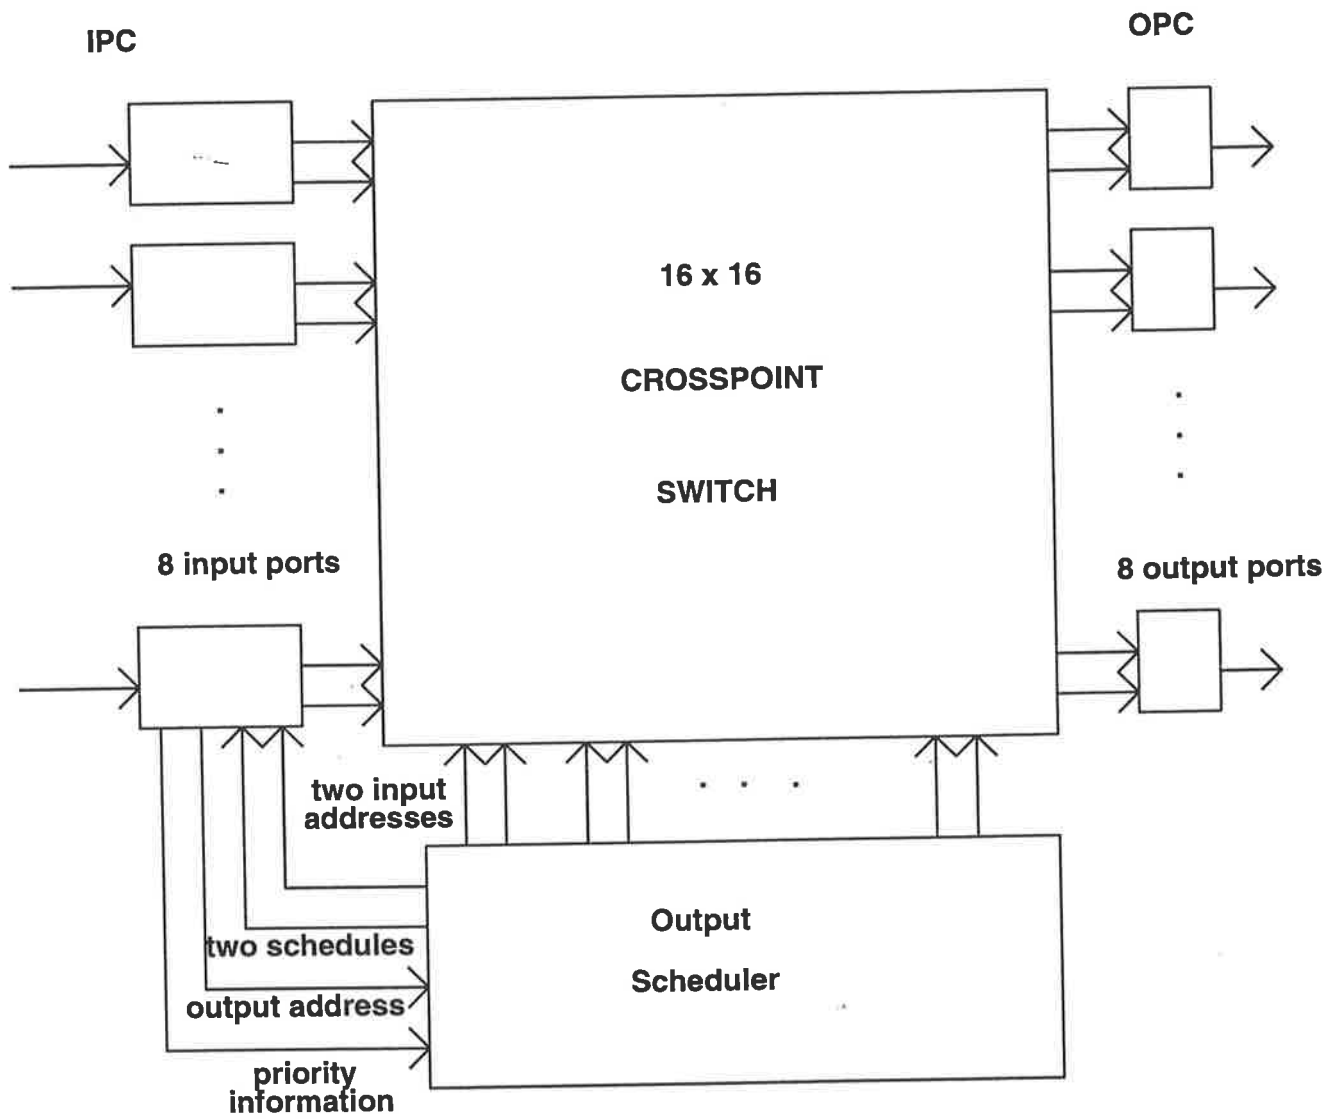 IPC
OPC
16 x 16
CROSSPOINT
SWITCH
8 input ports
8 output ports
two input
addresses
Output
Scheduler
two schedules
output address
priority
information